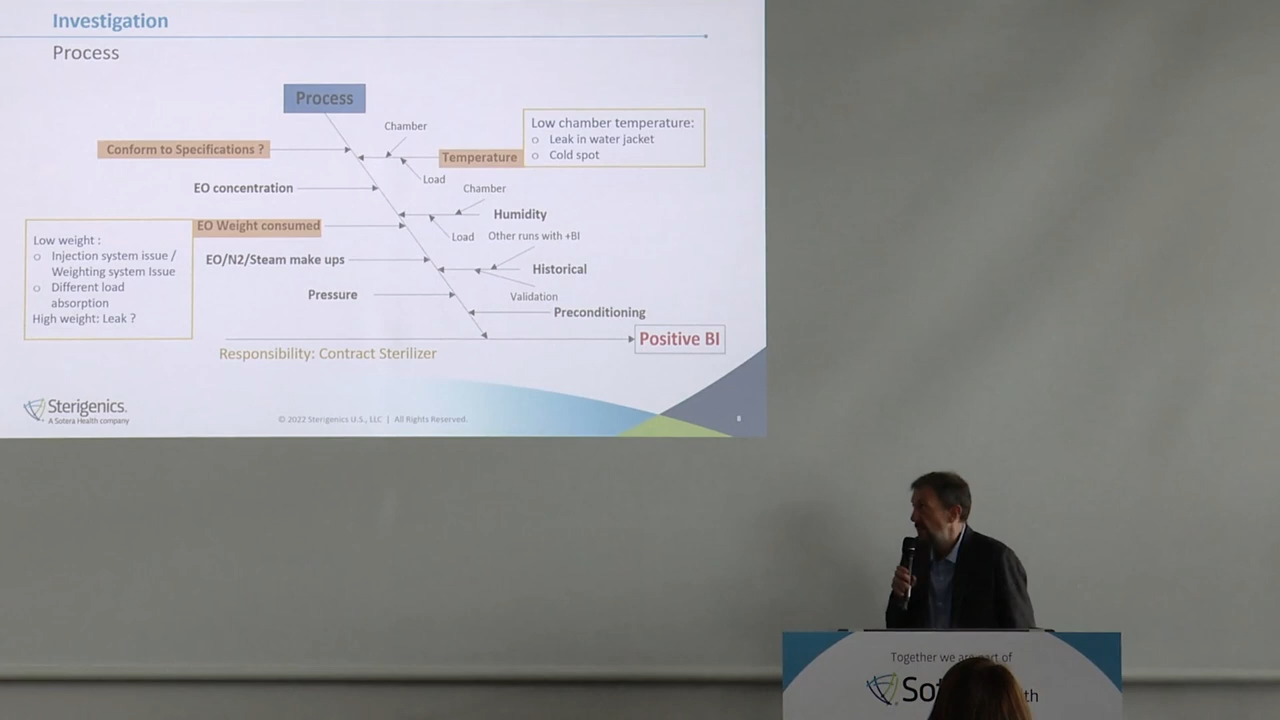 Investigation
Process
Process
Chamber
Conform to Specifications ?
Temperature
Low chamber temperature:
o Leak in water jacket
o Cold spot
Load
EO concentration
Chamber
Humidity
EO Weight consumed
Load
Other runs with +BI
Low weight :
o Injection system issue /
Weighting system Issue
o Different load
absorption
High weight: Leak ?
EO/N2/Steam make ups
Historical
Pressure
Validation
Preconditioning
Positive BI
Responsibility: Contract Sterilizer
Sterigenics.
A Sotera Health company
© 2022 Sterigenics U.S., LLC | All Rights Reserved.
8
Together we are part of